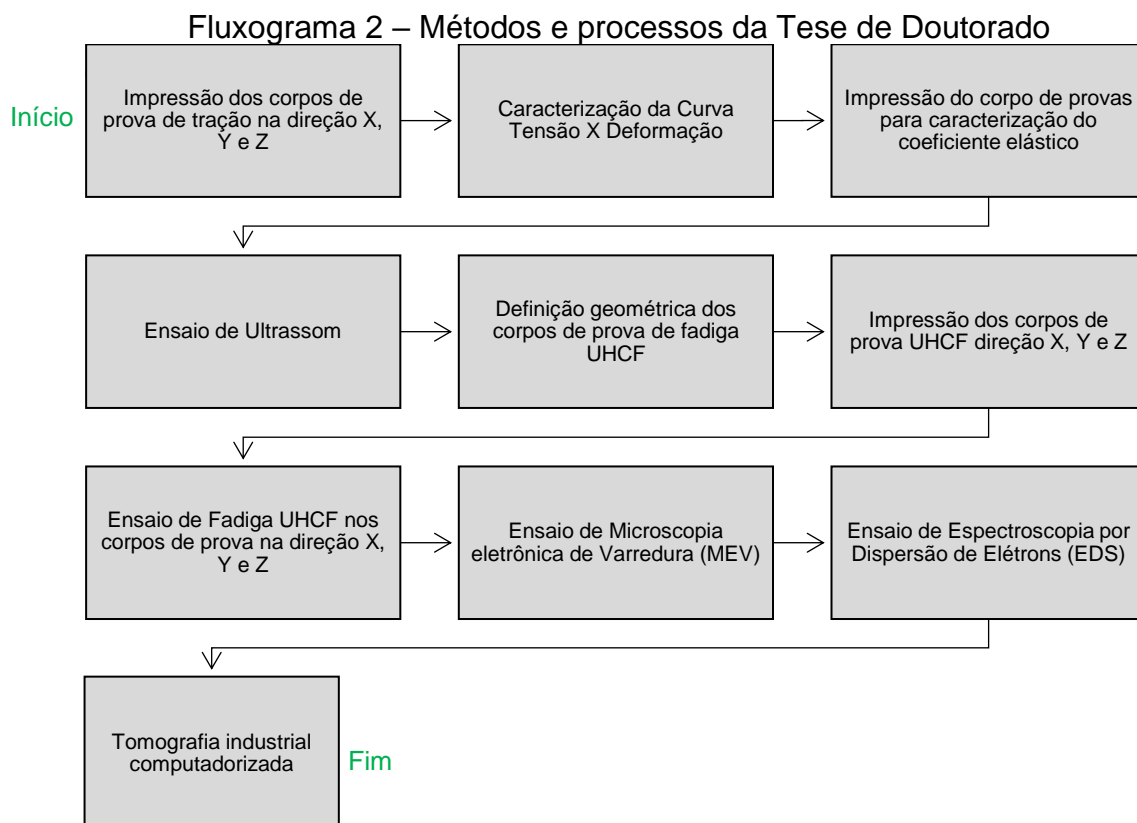 Fluxograma 2 – Métodos e processos da Tese de Doutorado
Início
Impressão dos corpos de
prova de tração na direção X,
Y e Z
Caracterização da Curva
Tensão X Deformação
Impressão do corpo de provas
para caracterização do
coeficiente elástico
Ensaio de Ultrassom
Definição geométrica dos
corpos de prova de fadiga
UHCF
Impressão dos corpos de
prova UHCF direção X, Y e Z
Ensaio de Fadiga UHCF nos
corpos de prova na direção X,
Y e Z
Ensaio de Microscopia
eletrônica de Varredura (MEV)
Ensaio de Espectroscopia por
Dispersão de Elétrons (EDS)
Tomografia industrial
computadorizada
Fim